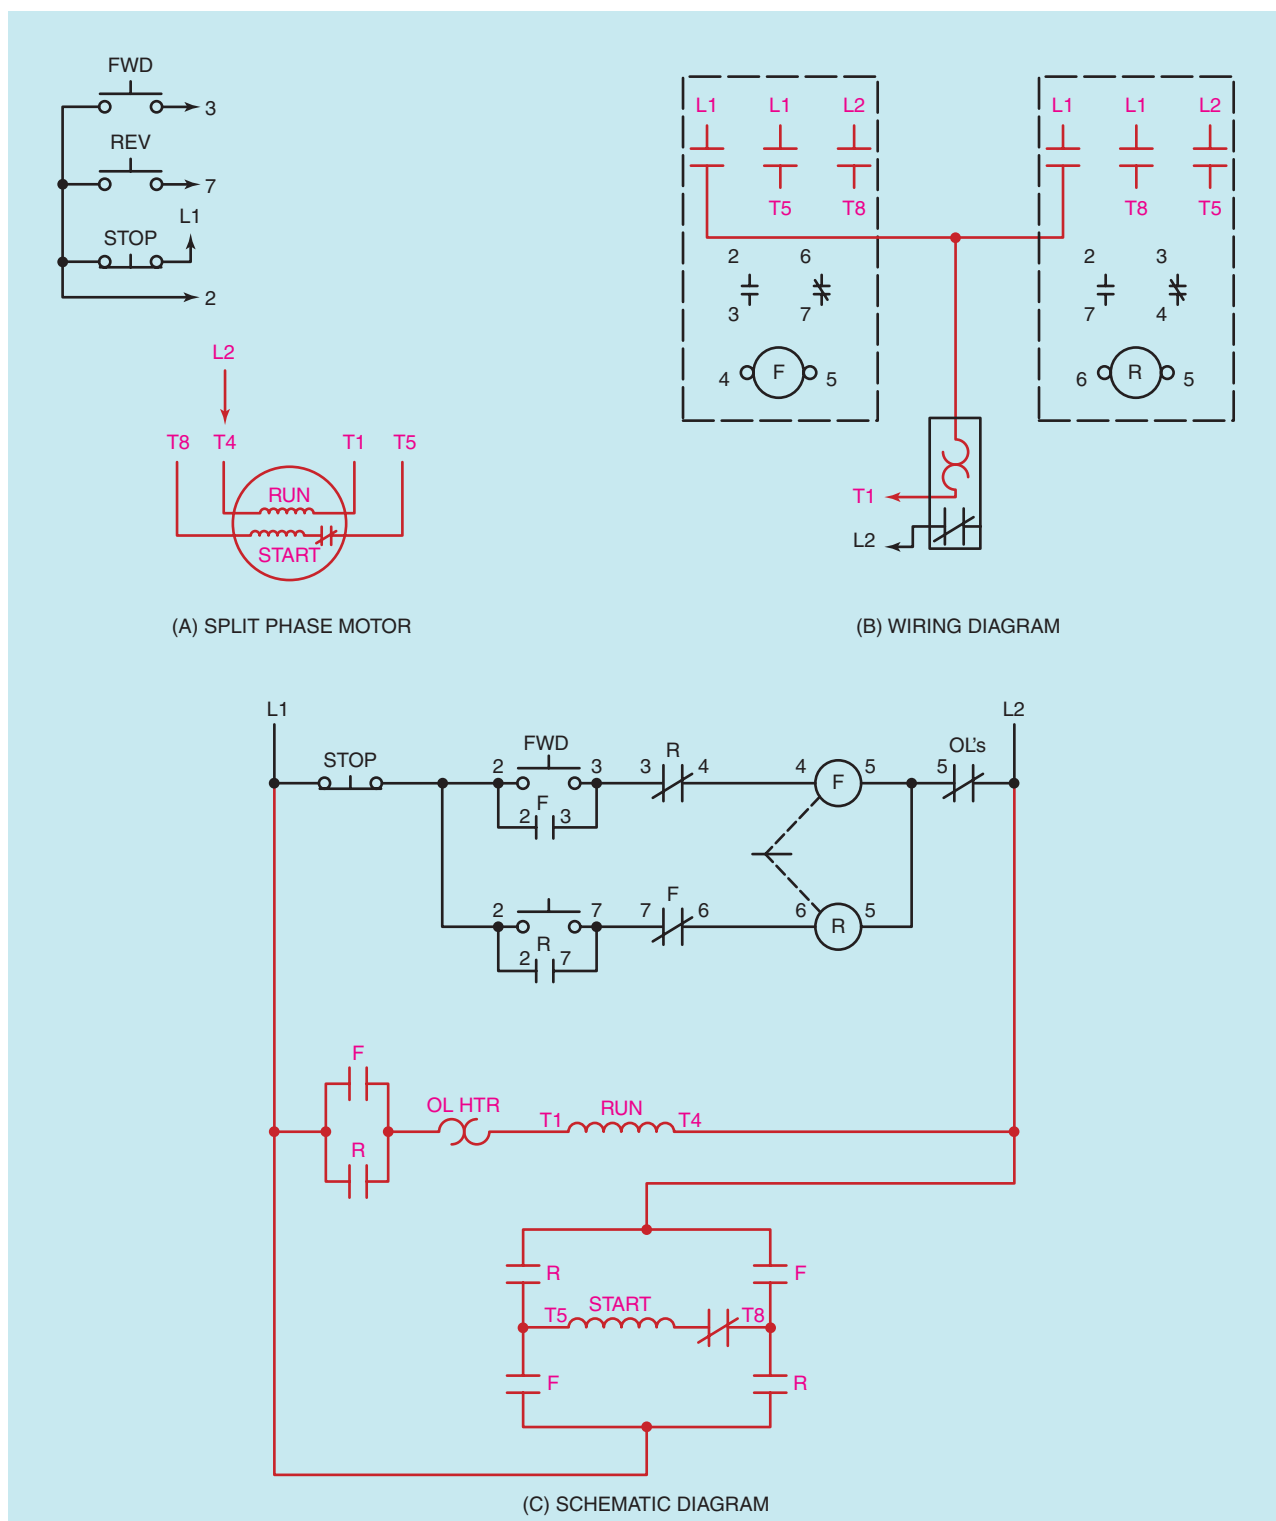 FWD
3
REV
7
L1
STOP
2
L2
T8 T4 T1 T5
RUN
START
(A) SPLIT PHASE MOTOR
L1 L1 L2
T5 T8
2 6
3 7
4 F 5
L1 L1 L2
T8 T5
2 3
7 4
6 R 5
T1
L2
(B) WIRING DIAGRAM
L1 L2
STOP 2 FWD 3 3 R 4 4 F 5 5 OL's
2 F 3
2 7 7 F 6 6 R 5
2 R 7
F
OL HTR T1 RUN T4
R
R F
T5 START T8
F R
(C) SCHEMATIC DIAGRAM